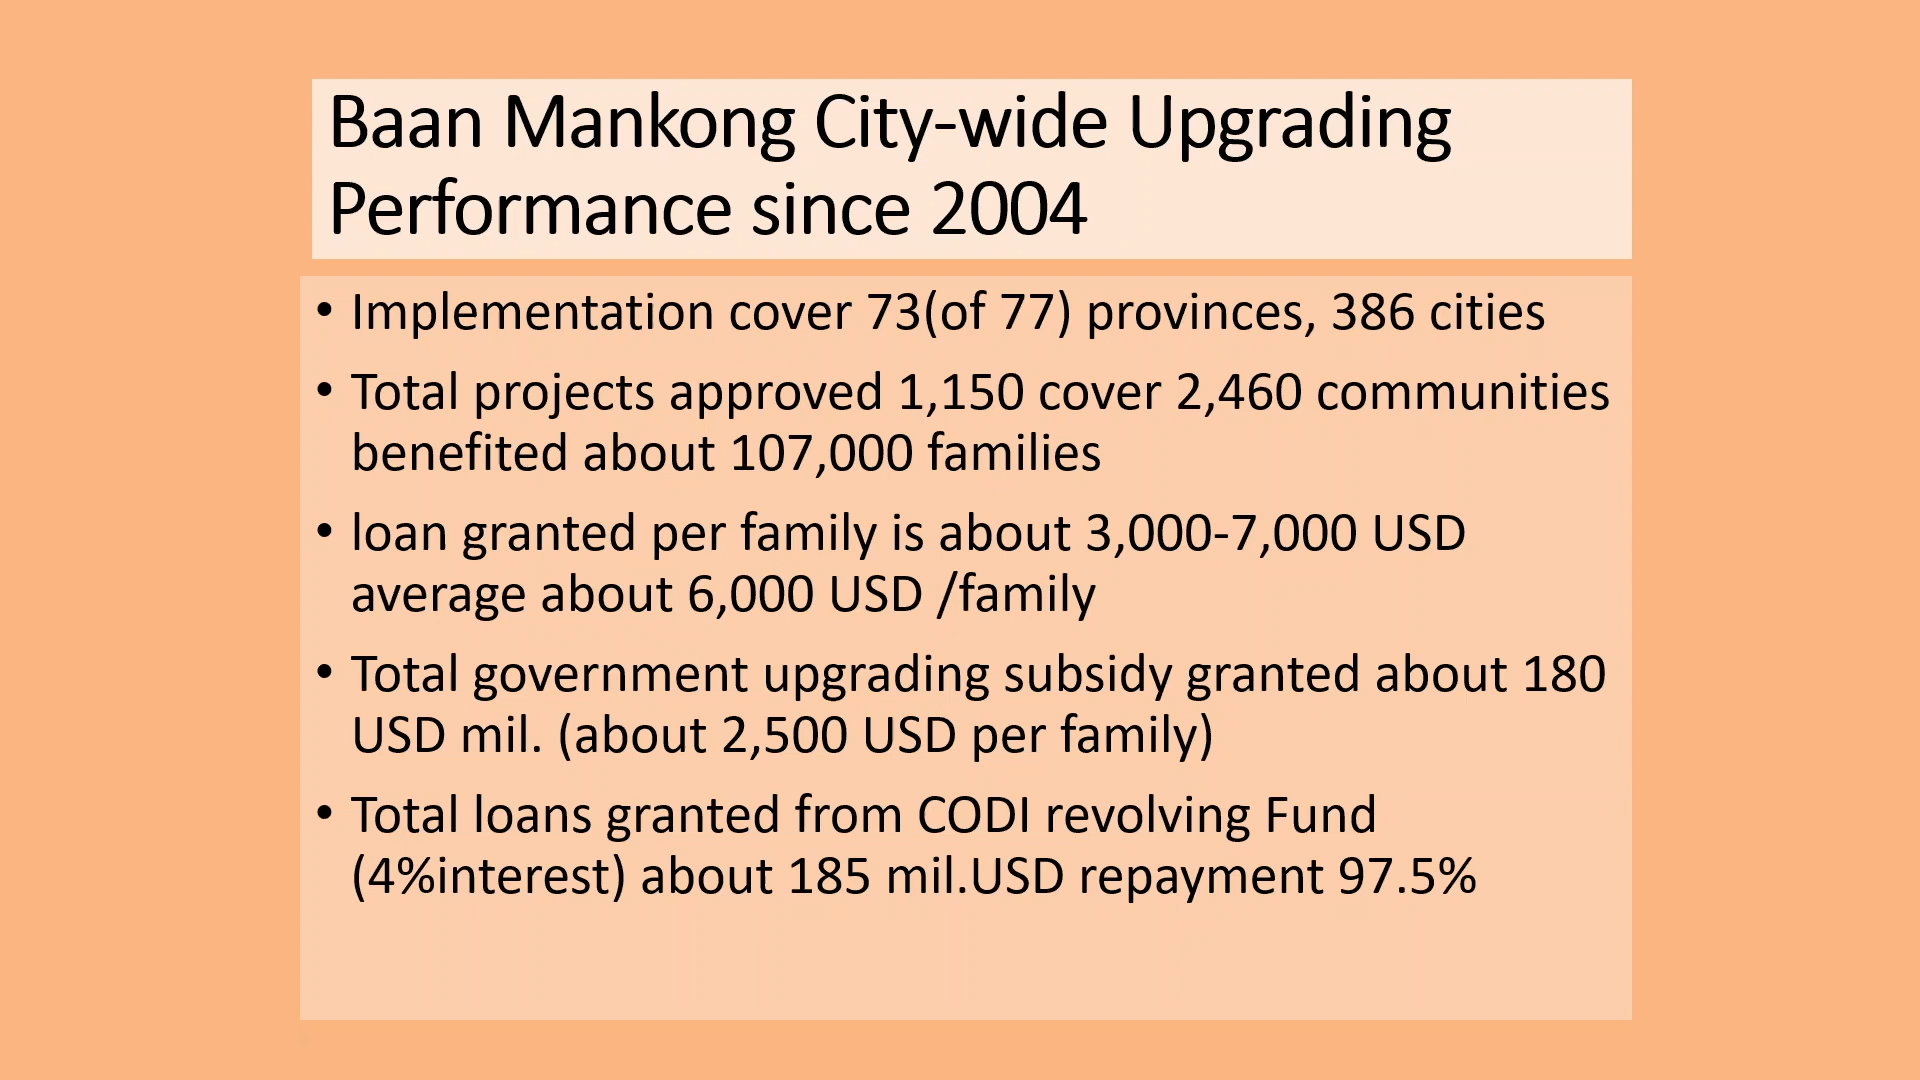 Baan Mankong City-wide Upgrading
Performance since 2004
• Implementation cover 73(of 77) provinces, 386 cities
• Total projects approved 1,150 cover 2,460 communities
benefited about 107,000 families
• loan granted per family is about 3,000-7,000 USD
average about 6,000 USD /family
• Total government upgrading subsidy granted about 180
USD mil. (about 2,500 USD per family)
• Total loans granted from CODI revolving Fund
(4%interest) about 185 mil.USD repayment 97.5%